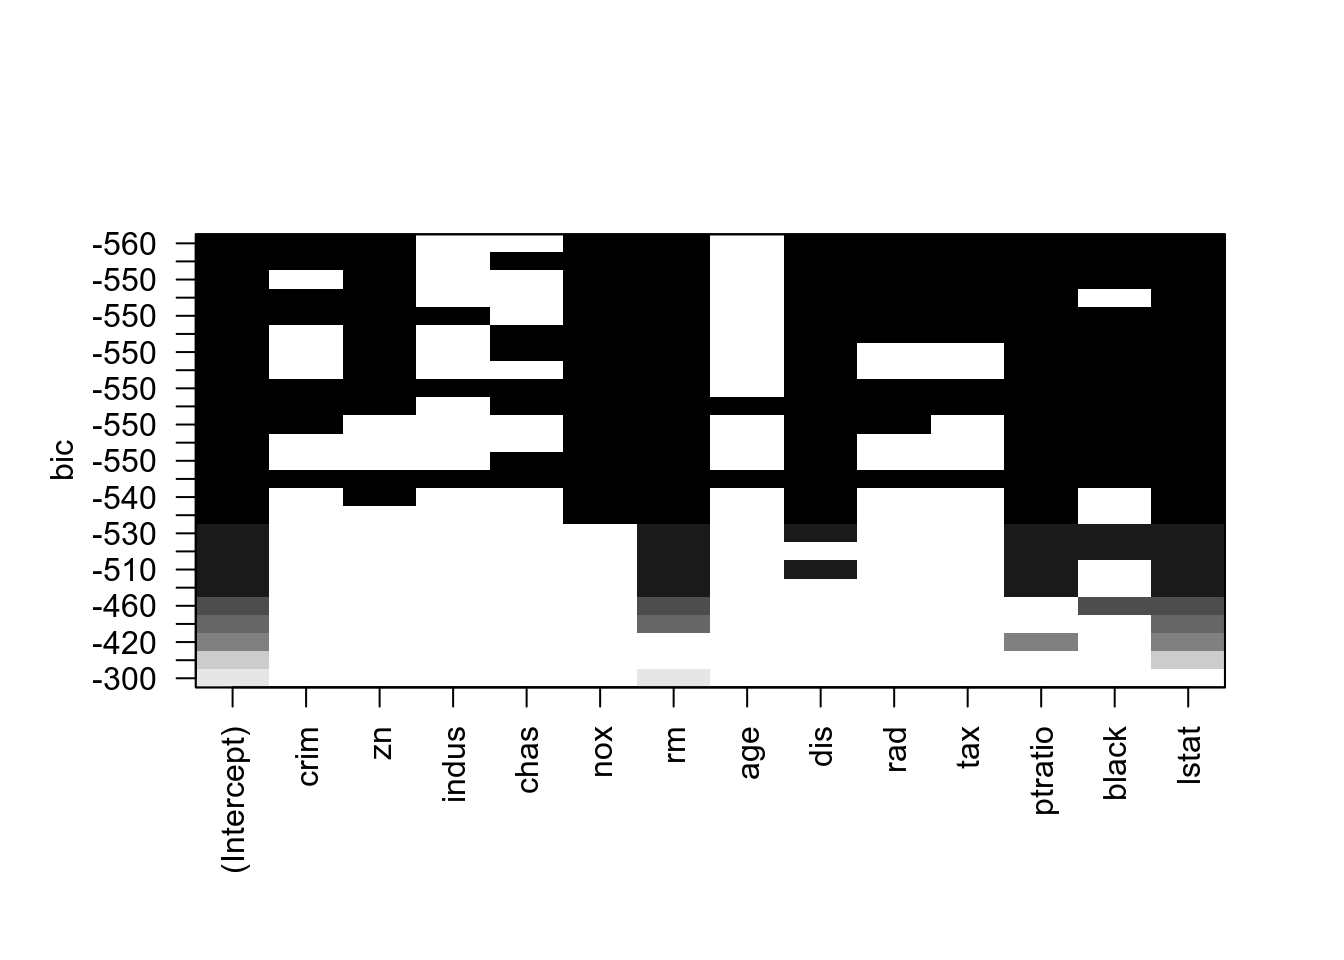 -560
-550
-550
-550
-550
-550
-550
-540
-530
-510
-460
-420
-300
bic
(Intercept)
crim
zn
indus
chas
nox
rm
age
dis
rad
tax
ptratio
black
lstat